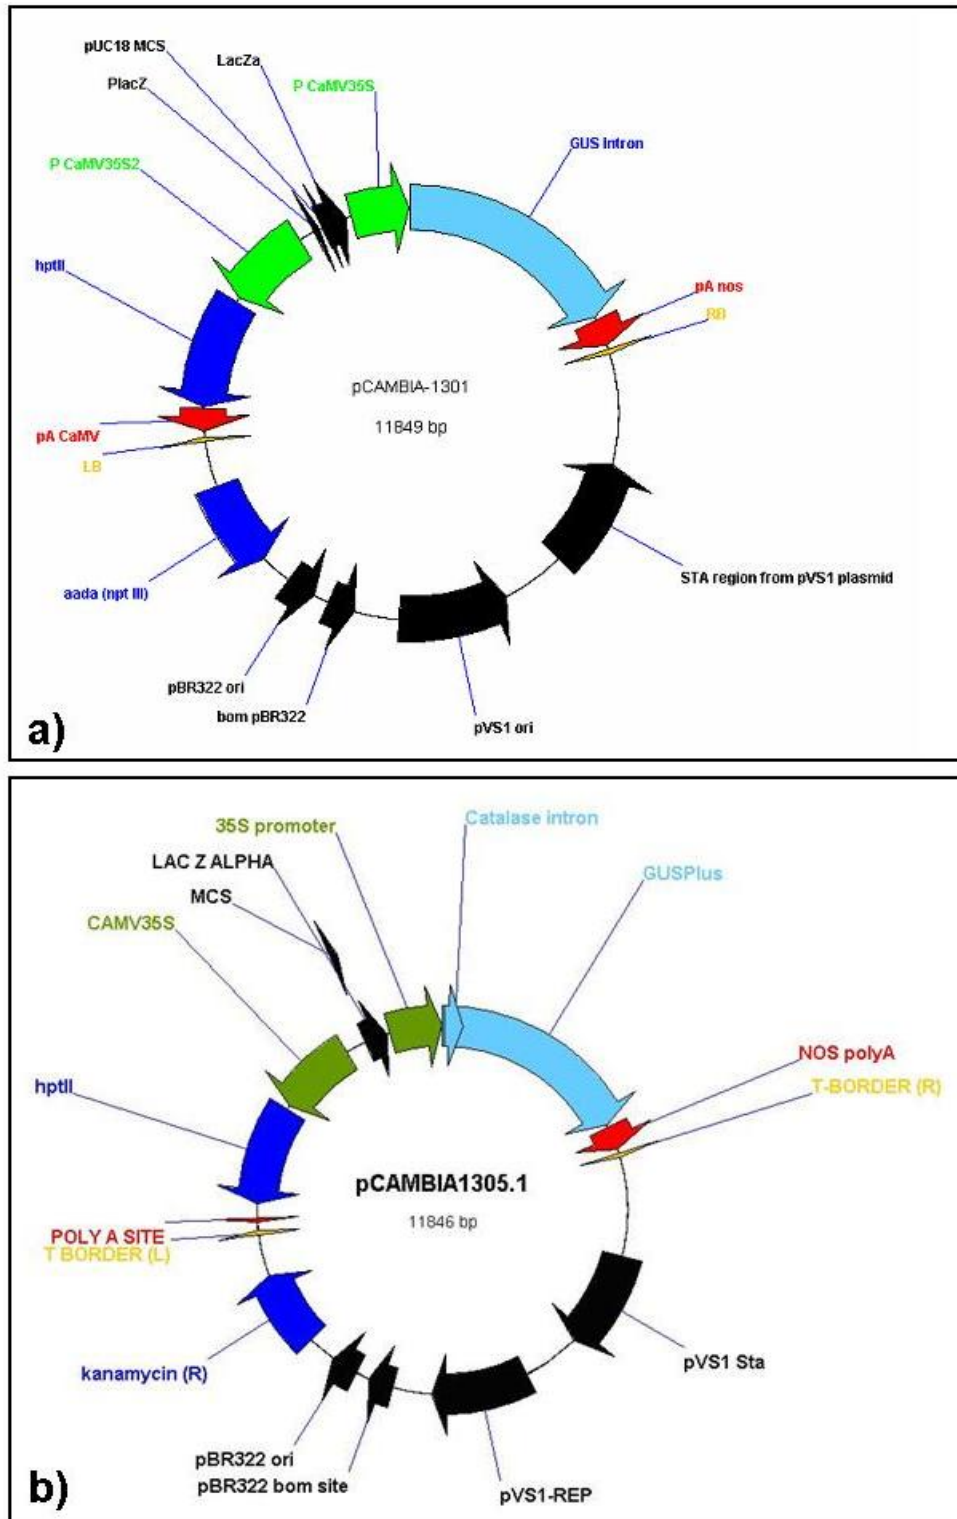 pUC18 MCS
LacZa
PlacZ
P CaMV35S
GUS Intron
P CaMV35S2
hptII
pA nos
RB
pCAMBIA-1301
11849 bp
pA CaMV
LB
STA region from pVS1 plasmid
aada (npt III)
pBR322 ori
bom pBR322
pVS1 ori
a)
Catalase intron
35S promoter
LAC Z ALPHA
GUSPlus
MCS
CAMV35S
NOS polyA
hptII
T-BORDER (R)
pCAMBIA1305.1
11846 bp
POLY A SITE
T BORDER (L)
pVS1 Sta
kanamycin (R)
pBR322 ori
pBR322 bom site
pVS1-REP
b)